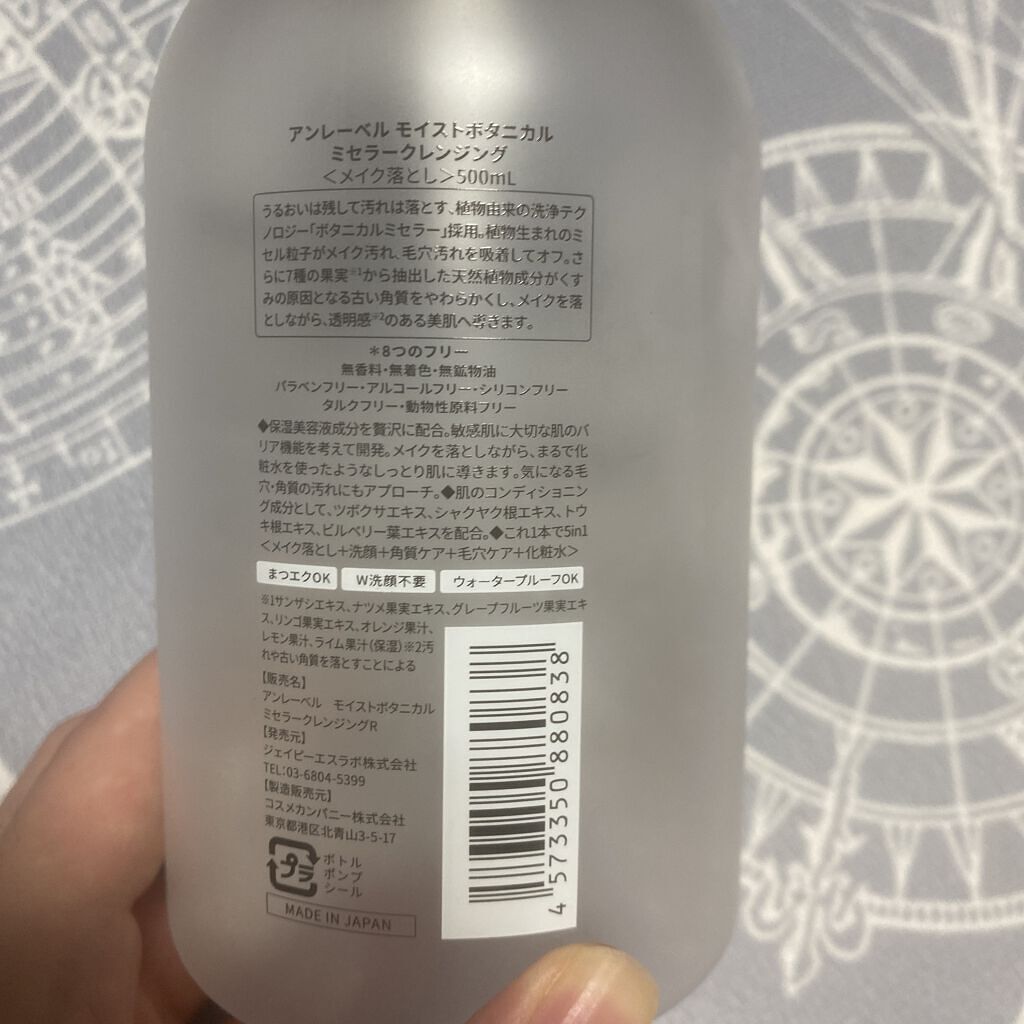 アンレーベル モイストボタニカル
ミセラークレンジング
＜メイク落とし＞500mL
うるおいは残して汚れは落とす、植物由来の洗浄テク
ノロジー「ボタニカルミセラー」採用。植物生まれのミ
セル粒子がメイク汚れ、毛穴汚れを吸着してオフ。さ
らに7種の果実※1から抽出した天然植物成分がくす
みの原因となる古い角質をやわらかくし、メイクを落
としながら、透明感※2のある美肌へ導きます。
＊8つのフリー
無香料・無着色・無鉱物油
パラベンフリー・アルコールフリー・シリコンフリー
タルクフリー・動物性原料フリー
◆保湿美容液成分を贅沢に配合。敏感肌に大切な肌のバ
リア機能を考えて開発。メイクを落としながら、まるで化
粧水を使ったようなしっとり肌に導きます。気になる毛
穴・角質の汚れにもアプローチ。◆肌のコンディショニン
グ成分として、ツボクサエキス、シャクヤク根エキス、トウ
キ根エキス、ビルベリー葉エキスを配合。◆これ1本で5in1
＜メイク落とし＋洗顔＋角質ケア＋毛穴ケア＋化粧水＞
まつエクOK W洗顔不要 ウォータープルーフOK
※1サンザシエキス、ナツメ果実エキス、グレープフルーツ果実エキ
ス、リンゴ果実エキス、オレンジ果汁、
レモン果汁、ライム果汁（保湿）※2汚
れや古い角質を落とすことによる
【販売名】
アンレーベル モイストボタニカル
ミセラークレンジングR
【発売元】
ジェイピーエスラボ株式会社
TEL:03-6804-5399
【製造販売元】
コスメカンパニー株式会社
東京都港区北青山3-5-17
プラ
ボトル
ポンプ
シール
MADE IN JAPAN
4573350880838